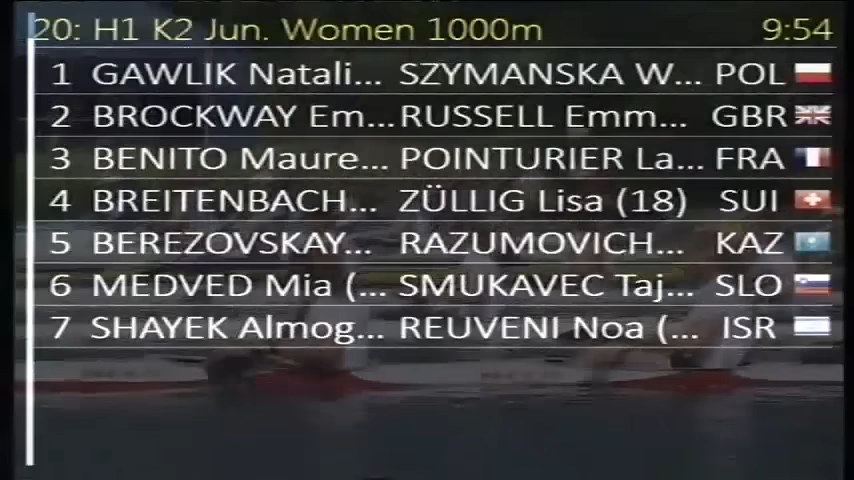 20: H1 K2 Jun. Women 1000m 9:54
1 GAWLIK Natali... SZYMANSKA W... POL
2 BROCKWAY Em... RUSSELL Emm... GBR
3 BENITO Maure... POINTURIER La... FRA
4 BREITENBACH... ZÜLLIG Lisa (18) SUI
5 BEREZOVSKAY... RAZUMOVICH... KAZ
6 MEDVED Mia (... SMUKAVEC Taj... SLO
7 SHAYEK Almog... REUVENI Noa (... ISR